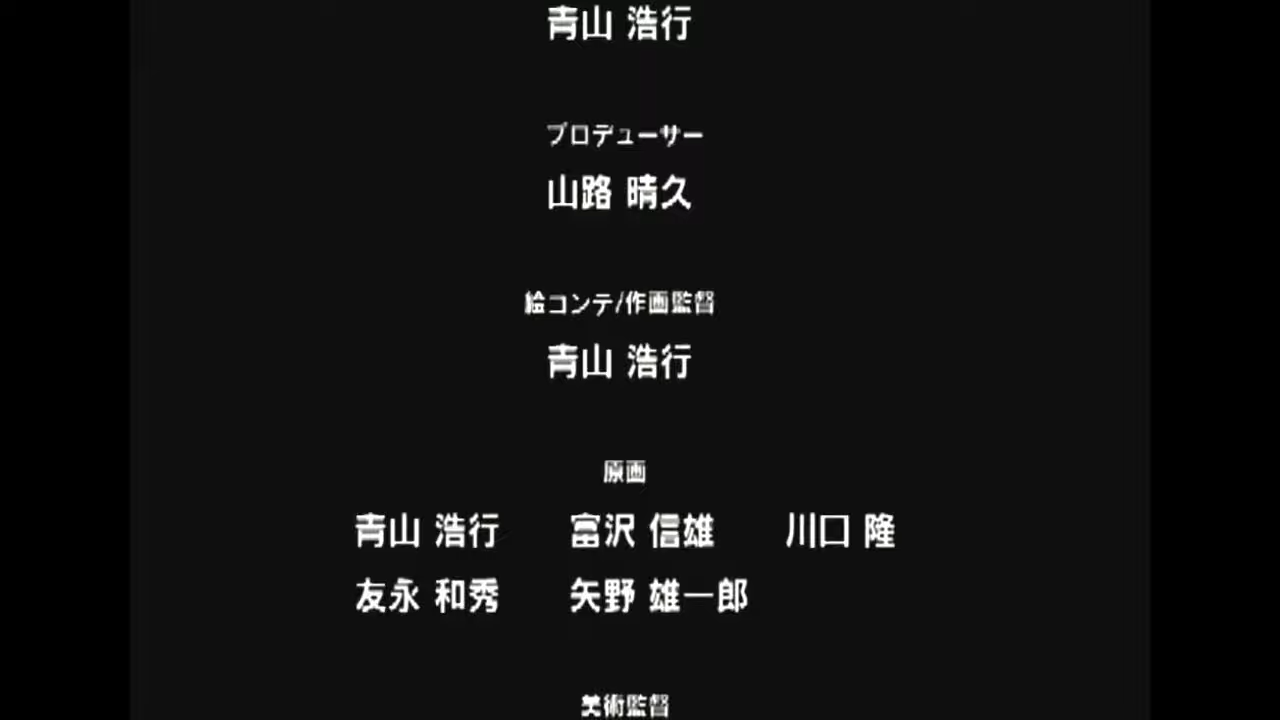 青山 浩行
プロデューサー
山路 晴久
絵コンテ/作画監督
青山 浩行
原画
青山 浩行 富沢 信雄 川口 隆
友永 和秀 矢野 雄一郎
美術監督